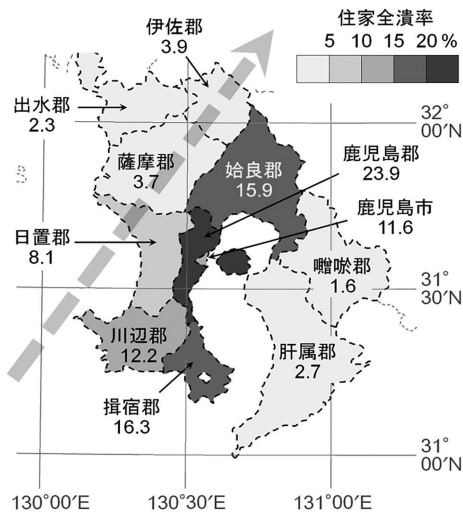 住家全潰率
5 10 15 20%
伊佐郡
3.9
出水郡
2.3
32°
00′N
薩摩郡
3.7
姶良郡
15.9
鹿児島郡
23.9
鹿児島市
11.6
日置郡
8.1
囎唹郡
1.6
31°
30′N
川辺郡
12.2
肝属郡
2.7
揖宿郡
16.3
31°
00′N
130°00′E 130°30′E 131°00′E